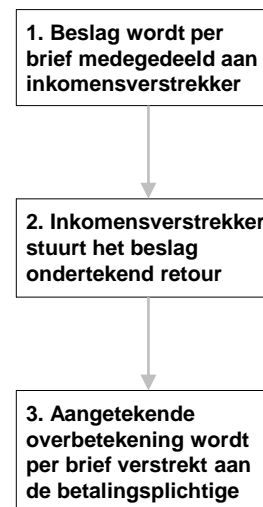 1. Beslag wordt per
brief medegedeeld aan
inkomensverstrekker
2. Inkomensverstrekker
stuurt het beslag
ondertekend retour
3. Aangetekende
overbetekening wordt
per brief verstrekt aan
de betalingsplichtige